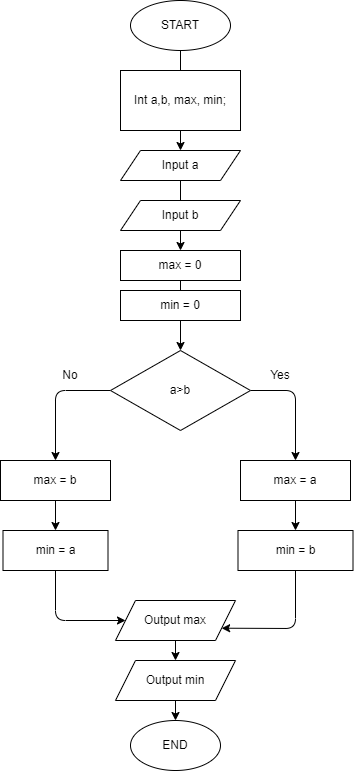 START
Int a,b, max, min;
Input a
Input b
max = 0
min = 0
a>b
No
Yes
max = b
max = a
min = a
min = b
Output max
Output min
END